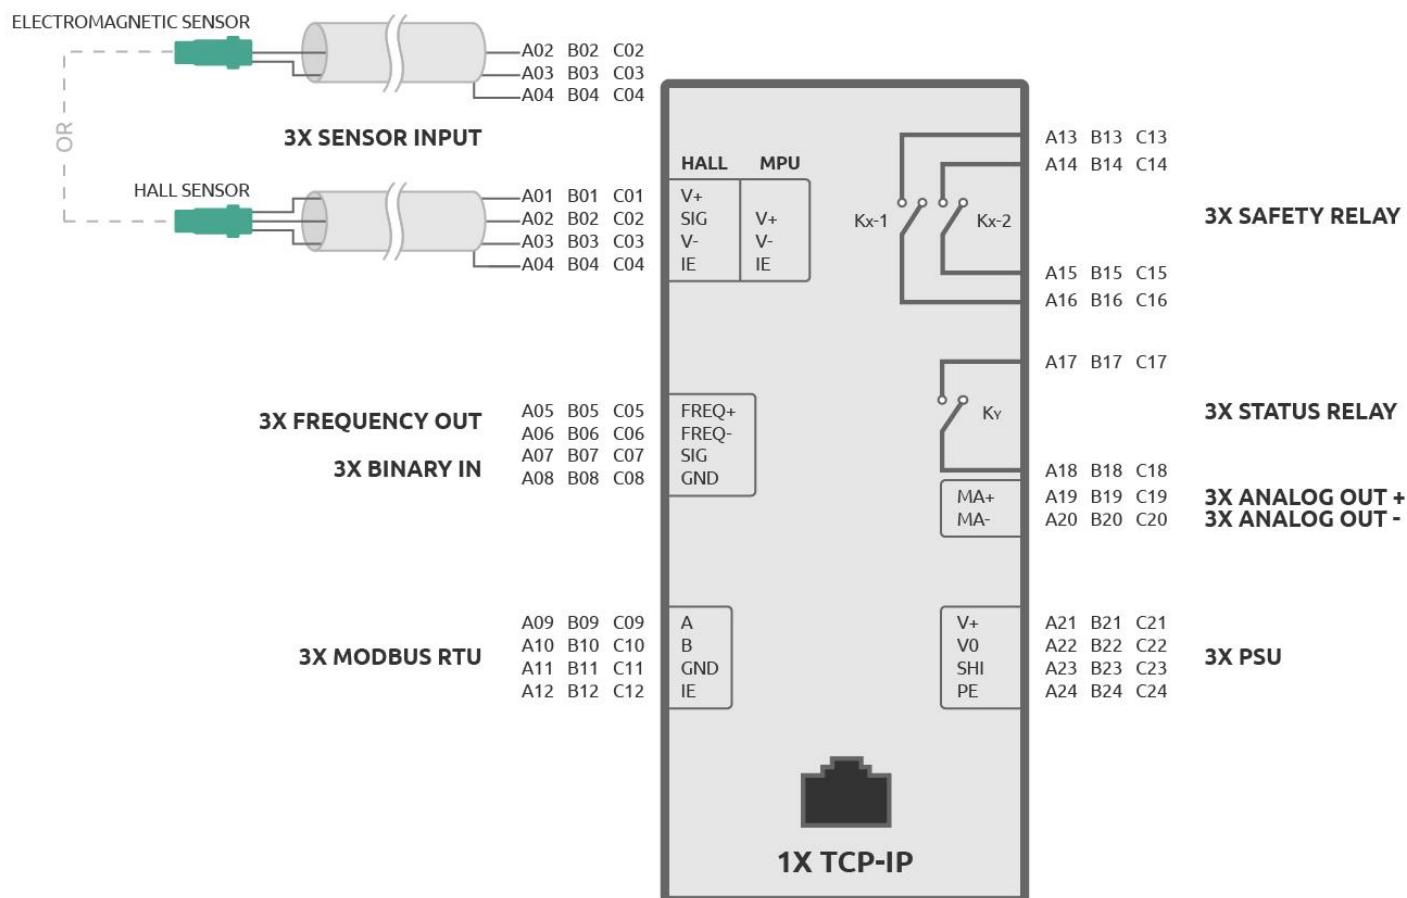 ELECTROMAGNETIC SENSOR
A02 B02 C02
A03 B03 C03
A04 B04 C04
OR
3X SENSOR INPUT
HALL SENSOR
A01 B01 C01
A02 B02 C02
A03 B03 C03
A04 B04 C04
HALL MPU
V+
SIG V+
V- V-
IE IE
A13 B13 C13
A14 B14 C14
Kx-1 Kx-2
3X SAFETY RELAY
A15 B15 C15
A16 B16 C16
A17 B17 C17
KY
3X STATUS RELAY
A18 B18 C18
3X FREQUENCY OUT
3X BINARY IN
A05 B05 C05 FREQ+
A06 B06 C06 FREQ-
A07 B07 C07 SIG
A08 B08 C08 GND
MA+ A19 B19 C19 3X ANALOG OUT +
MA- A20 B20 C20 3X ANALOG OUT -
3X MODBUS RTU
A09 B09 C09 A
A10 B10 C10 B
A11 B11 C11 GND
A12 B12 C12 IE
V+ A21 B21 C21
V0 A22 B22 C22
SHI A23 B23 C23
PE A24 B24 C24
3X PSU
1X TCP-IP